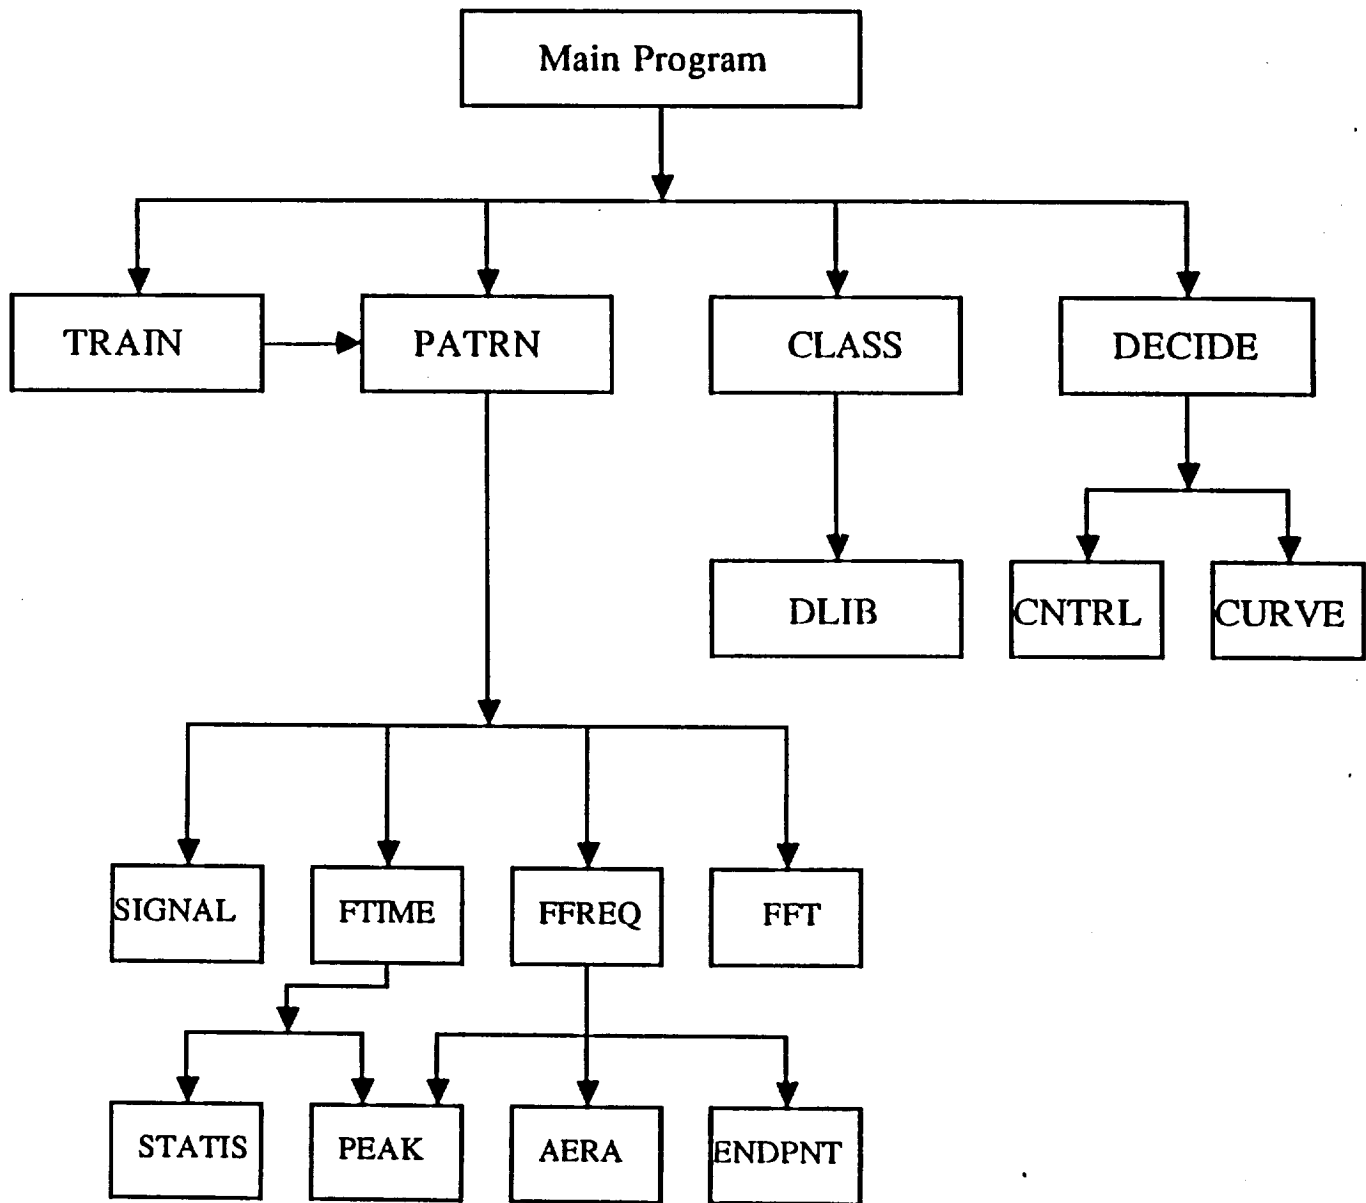 Main Program
TRAIN
PATRN
CLASS
DECIDE
DLIB
CNTRL
CURVE
SIGNAL
FTIME
FFREQ
FFT
STATIS
PEAK
AERA
ENDPNT